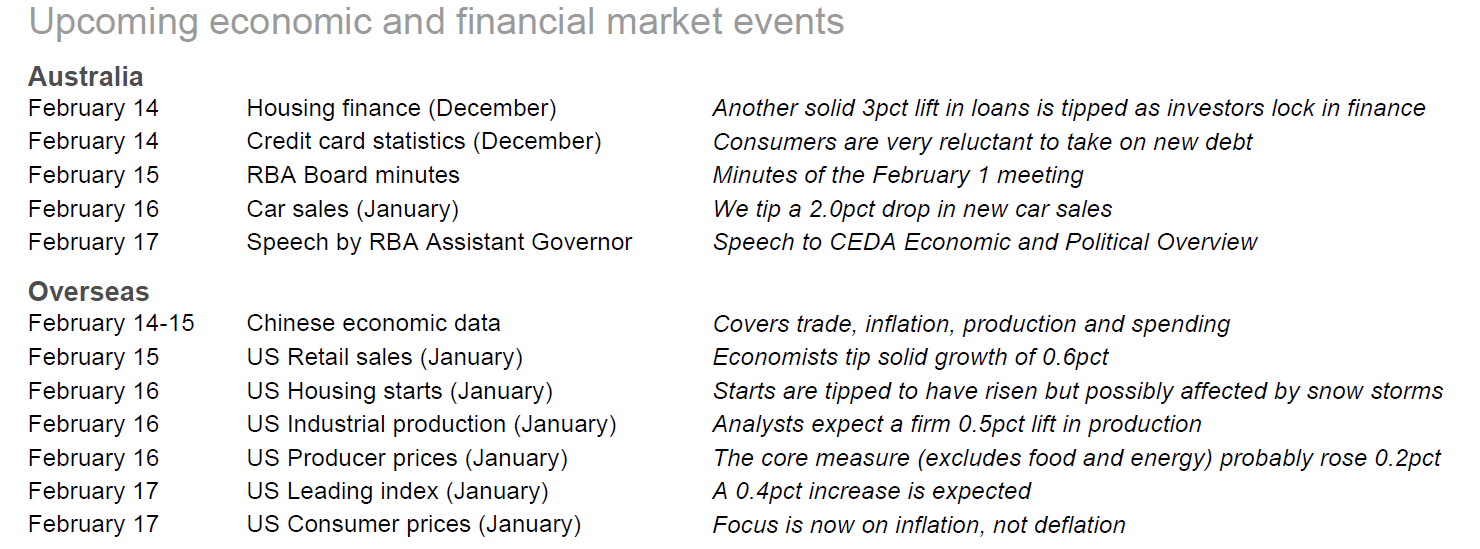 Upcoming economic and financial market events
Australia
February 14 Housing finance (December) Another solid 3pct lift in loans is tipped as investors lock in finance
February 14 Credit card statistics (December) Consumers are very reluctant to take on new debt
February 15 RBA Board minutes Minutes of the February 1 meeting
February 16 Car sales (January) We tip a 2.0pct drop in new car sales
February 17 Speech by RBA Assistant Governor Speech to CEDA Economic and Political Overview
Overseas
February 14-15 Chinese economic data Covers trade, inflation, production and spending
February 15 US Retail sales (January) Economists tip solid growth of 0.6pct
February 16 US Housing starts (January) Starts are tipped to have risen but possibly affected by snow storms
February 16 US Industrial production (January) Analysts expect a firm 0.5pct lift in production
February 16 US Producer prices (January) The core measure (excludes food and energy) probably rose 0.2pct
February 17 US Leading index (January) A 0.4pct increase is expected
February 17 US Consumer prices (January) Focus is now on inflation, not deflation